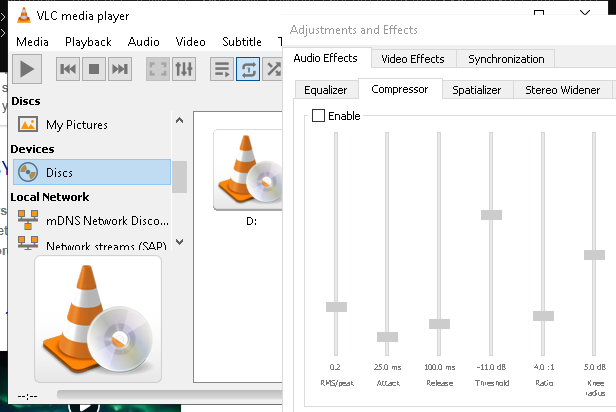 VLC media player
Media Playback Audio Video Subtitle T
Discs
My Pictures
Devices
Discs
Local Network
mDNS Network Disco...
Network streams (SAP)
D:
--:--
Adjustments and Effects
Audio Effects Video Effects Synchronization
Equalizer Compressor Spatializer Stereo Widener
Enable
0.2 25.0 ms 100.0 ms -11.0 dB 4.0 :1 5.0 dB
RMS/peak Attack Release Threshold Ratio Knee
radius